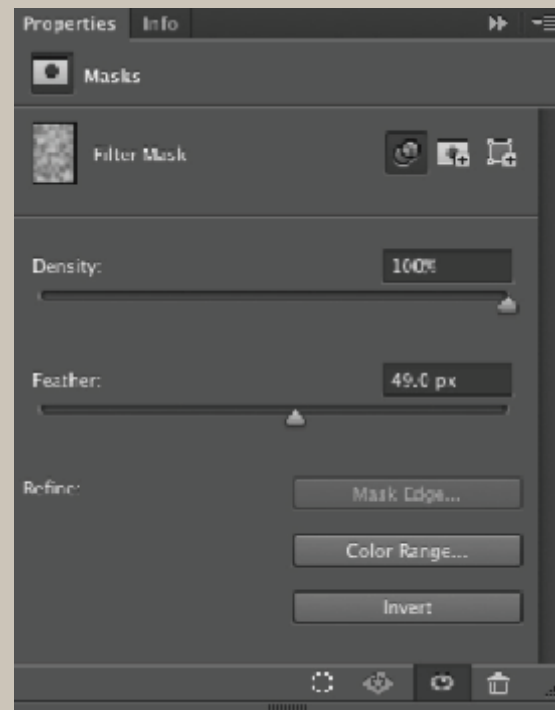 Properties Info
Masks
Filter Mask
Density: 100%
Feather: 49.0 px
Refine: Mask Edge...
Color Range...
Invert